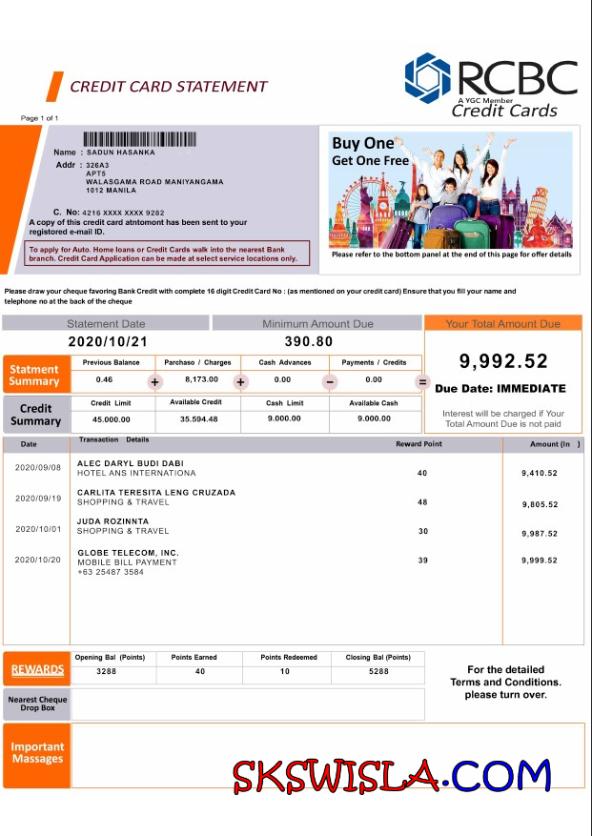 CREDIT CARD STATEMENT
RCBC
A YGC Member
Credit Cards
Page 1 of 1
Name : SADUN HASANKA
Addr : 326A3
APT5
WALASGAMA ROAD MANIYANGAMA
1012 MANILA
C. No: 4216 XXXX XXXX 9202
A copy of this credit card atntomont has been sent to your
registered e-mail ID.
To apply for Auto. Home loans or Credit Cards walk into the nearest Bank
branch. Credit Card Application can be made at select service locations only.
Buy One
Get One Free
Please refer to the bottom panel at the end of this page for offer details
Please draw your cheque favoring Bank Credit with complete 16 digit Credit Card No : (as mentioned on your credit card) Ensure that you fill your name and
telephone no at the back of the cheque
Statement Date Minimum Amount Due Your Total Amount Due
2020/10/21 390.80 9,992.52
Due Date: IMMEDIATE
Interest will be charged if Your
Total Amount Due is not paid
Statment Summary
Previous Balance Purchaso / Charges Cash Advances Payments / Credits
0.46 + 8,173.00 + 0.00 – 0.00 =
Credit Summary
Credit Limit Available Credit Cash Limit Available Cash
45.000.00 35.594.48 9.000.00 9.000.00
Date Transaction Details Reward Point Amount (In )
2020/09/08 ALEC DARYL BUDI DABI
HOTEL ANS INTERNATIONA 40 9,410.52
2020/09/19 CARLITA TERESITA LENG CRUZADA
SHOPPING & TRAVEL 48 9,805.52
2020/10/01 JUDA ROZINNTA
SHOPPING & TRAVEL 30 9,987.52
2020/10/20 GLOBE TELECOM, INC.
MOBILE BILL PAYMENT 39 9,999.52
+63 25487 3584
REWARDS
Opening Bal (Points) Points Earned Points Redeemed Closing Bal (Points)
3288 40 10 5288
For the detailed
Terms and Conditions.
please turn over.
Nearest Cheque
Drop Box
Important
Massages
SKSWISLA.COM